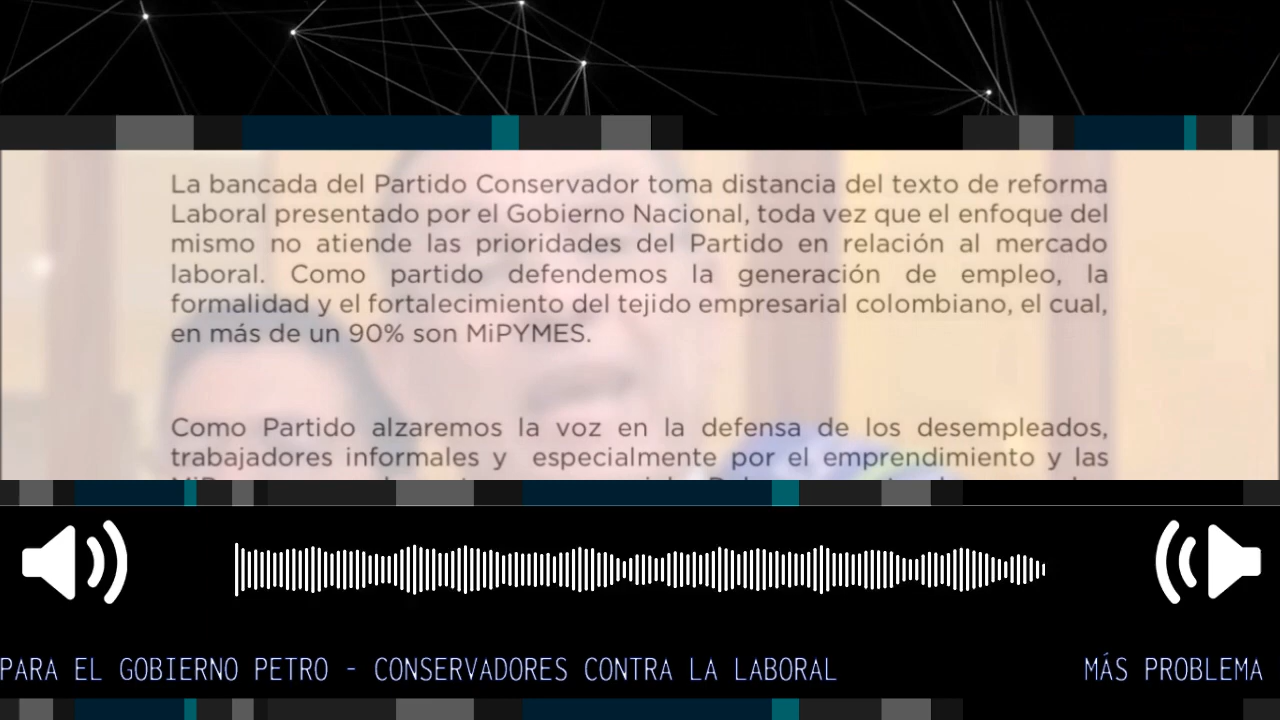 La bancada del Partido Conservador toma distancia del texto de reforma
Laboral presentado por el Gobierno Nacional, toda vez que el enfoque del
mismo no atiende las prioridades del Partido en relación al mercado
laboral. Como partido defendemos la generación de empleo, la
formalidad y el fortalecimiento del tejido empresarial colombiano, el cual,
en más de un 90% son MiPYMES.
Como Partido alzaremos la voz en la defensa de los desempleados,
trabajadores informales y especialmente por el emprendimiento y las
PARA EL GOBIERNO PETRO - CONSERVADORES CONTRA LA LABORAL MÁS PROBLEMA